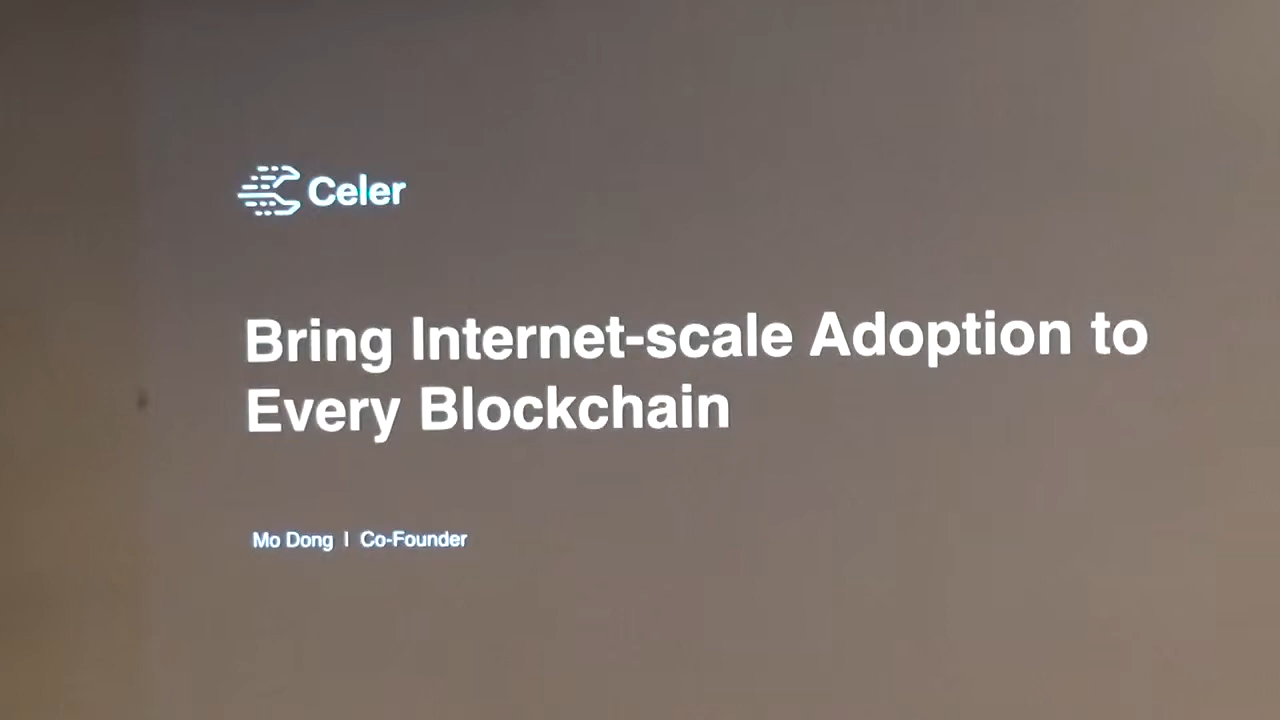 Celer
Bring Internet-scale Adoption to
Every Blockchain
Mo Dong | Co-Founder